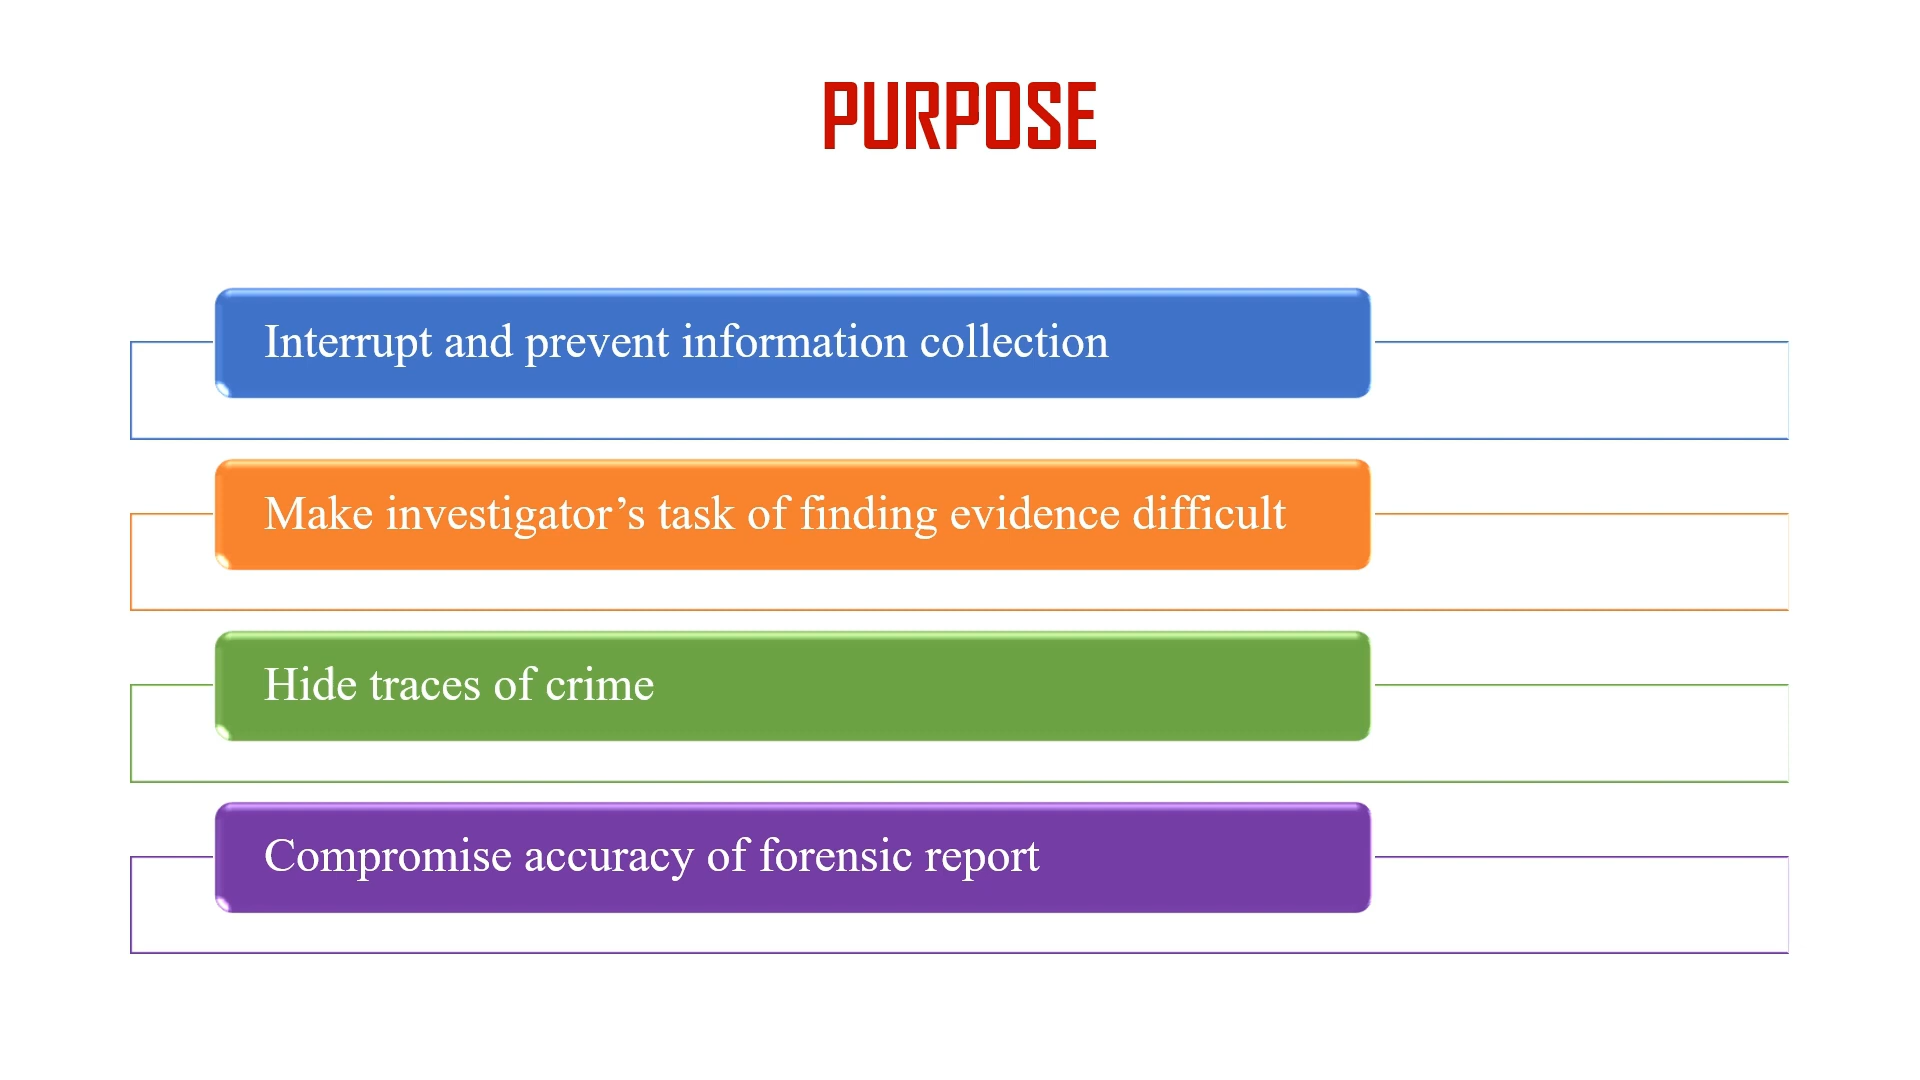 PURPOSE
Interrupt and prevent information collection
Make investigator’s task of finding evidence difficult
Hide traces of crime
Compromise accuracy of forensic report